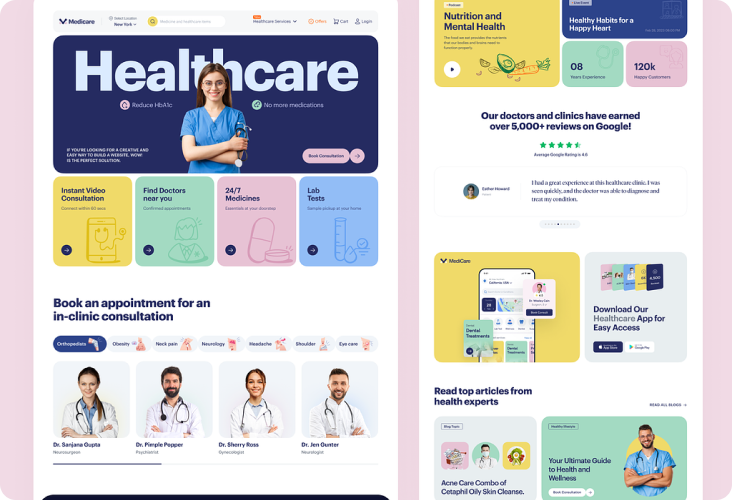 Medicare
Select Location
New York
Medicine and healthcare items
Healthcare Services
Offers
Cart
Login
Healthcare
Reduce HbA1c
No more medications
IF YOU'RE LOOKING FOR A CREATIVE AND
EASY WAY TO BUILD A WEBSITE, WOW!
IS THE PERFECT SOLUTION.
Book Consultation
Instant Video
Consultation
Connect within 60 secs
Find Doctors
near you
Confirmed appointments
24/7
Medicines
Essentials at your doorstep
Lab
Tests
Sample pickup at your home
Book an appointment for an
in-clinic consultation
Orthopedists
Obesity
Neck pain
Neurology
Headache
Shoulder
Eye care
Dr. Sanjana Gupta
Neurosurgeon
Dr. Pimple Pepper
Psychiatrist
Dr. Sherry Ross
Gynecologist
Dr. Jen Gunter
Neurologist
Podcast
Nutrition and
Mental Health
The food we eat provides the nutrients
that our bodies and brains need to
function properly.
Live Event
Healthy Habits for a
Happy Heart
08
Years Experience
120k
Happy Customers
Our doctors and clinics have earned
over 5,000+ reviews on Google!
Average Google Rating is 4.6
Esther Howard
I had a great experience at this healthcare clinic. I was
seen quickly, and the doctor was able to diagnose and
treat my condition.
MediCare
California, USA
Dr. Wesley Cain
Book Consult
Dental
Treatments
Dental
Treatments
Download Our
Healthcare App for
Easy Access
App Store
Google Play
Read top articles from
health experts
READ ALL BLOGS
Blog Topic
Acne Care Combo of
Cetaphil Oily Skin Cleanse.
Healthy lifestyle
Your Ultimate Guide
to Health and
Wellness
Book Consultation